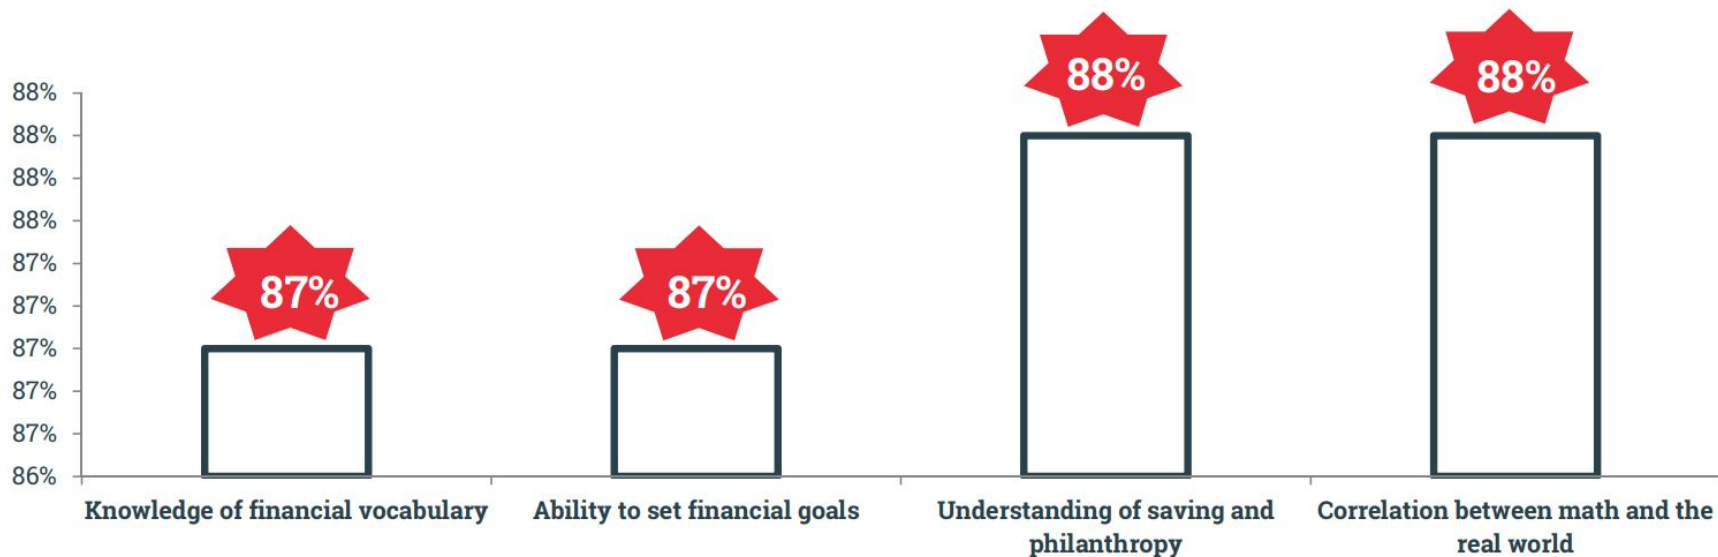 88%
88%
88%
88%
87%
87%
87%
87%
87%
86%
87%
87%
88%
88%
Knowledge of financial vocabulary
Ability to set financial goals
Understanding of saving and
philanthropy
Correlation between math and the
real world